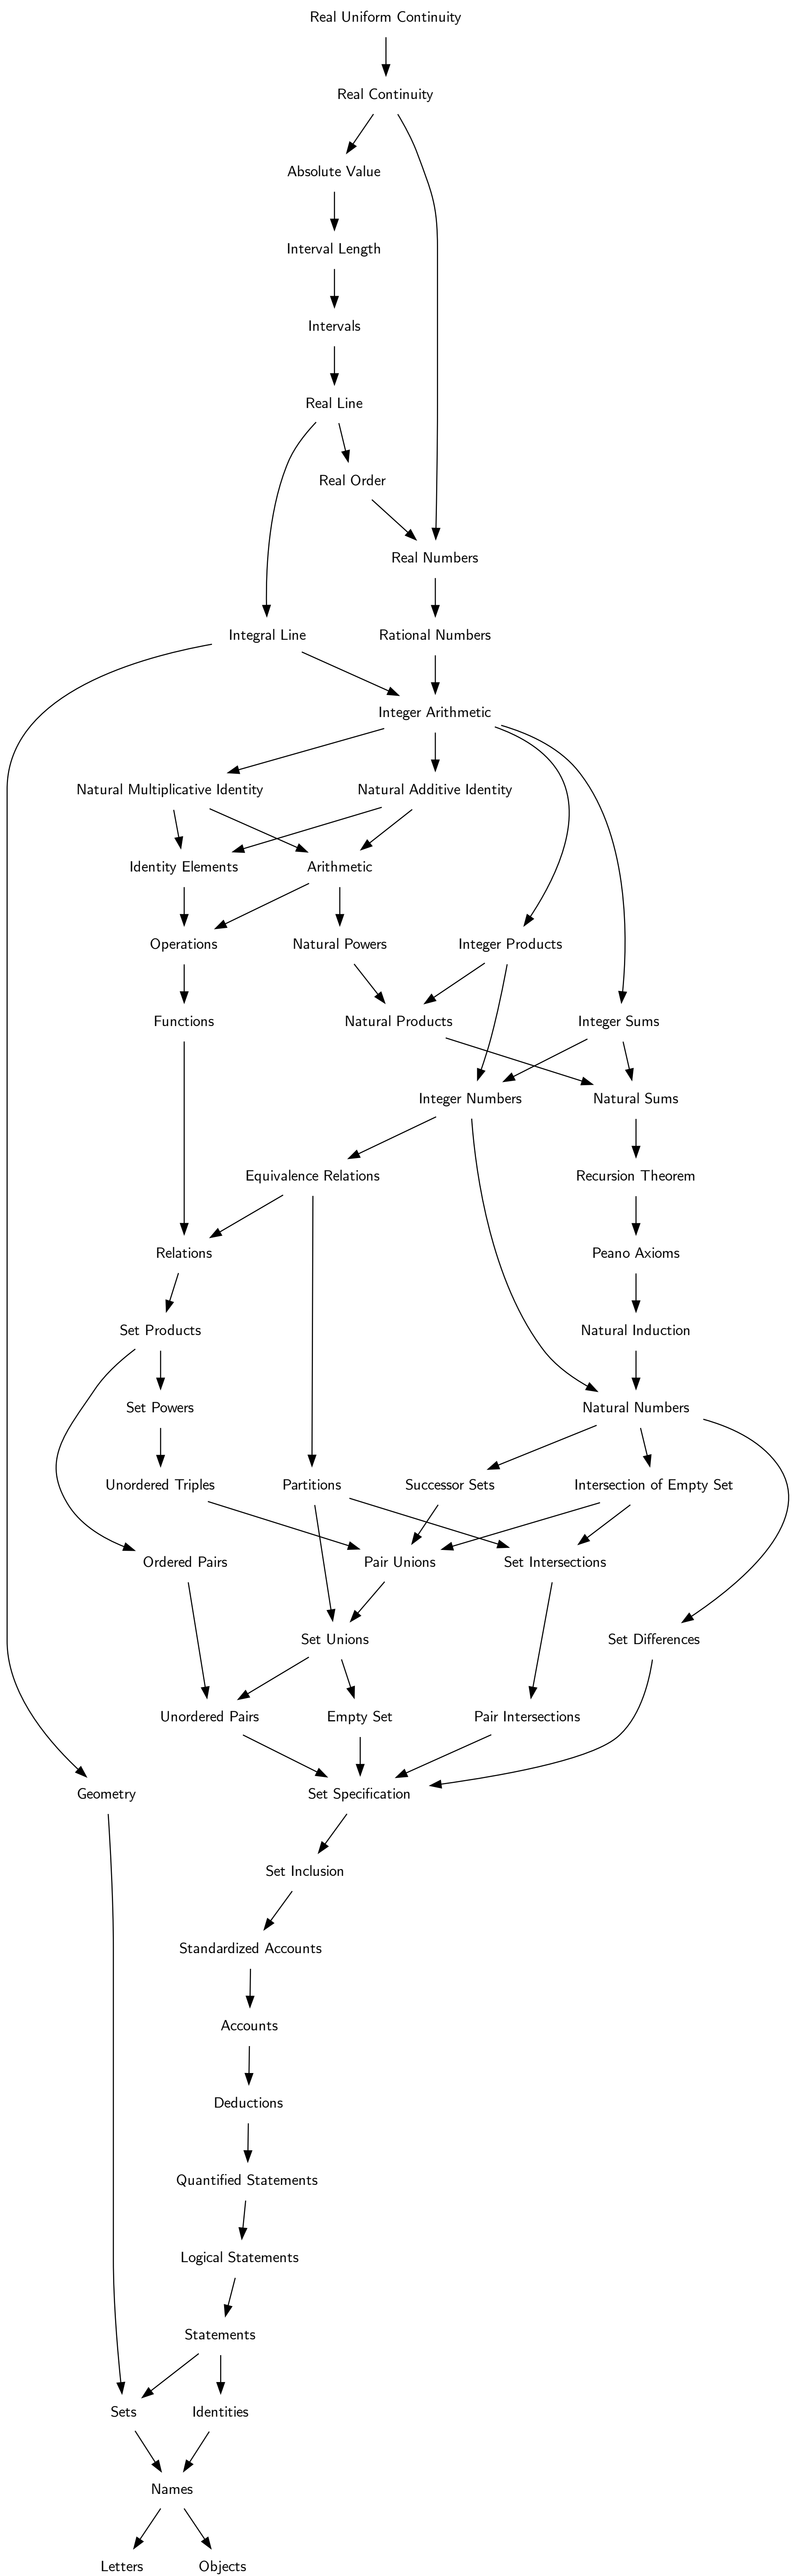 Real Uniform Continuity
Real Continuity
Absolute Value
Interval Length
Intervals
Real Line
Real Order
Real Numbers
Integral Line
Rational Numbers
Integer Arithmetic
Natural Multiplicative Identity
Natural Additive Identity
Identity Elements
Arithmetic
Operations
Natural Powers
Integer Products
Functions
Natural Products
Integer Sums
Integer Numbers
Natural Sums
Equivalence Relations
Recursion Theorem
Relations
Peano Axioms
Set Products
Natural Induction
Set Powers
Natural Numbers
Unordered Triples
Partitions
Successor Sets
Intersection of Empty Set
Ordered Pairs
Pair Unions
Set Intersections
Set Unions
Set Differences
Unordered Pairs
Empty Set
Pair Intersections
Geometry
Set Specification
Set Inclusion
Standardized Accounts
Accounts
Deductions
Quantified Statements
Logical Statements
Statements
Sets
Identities
Names
Letters
Objects